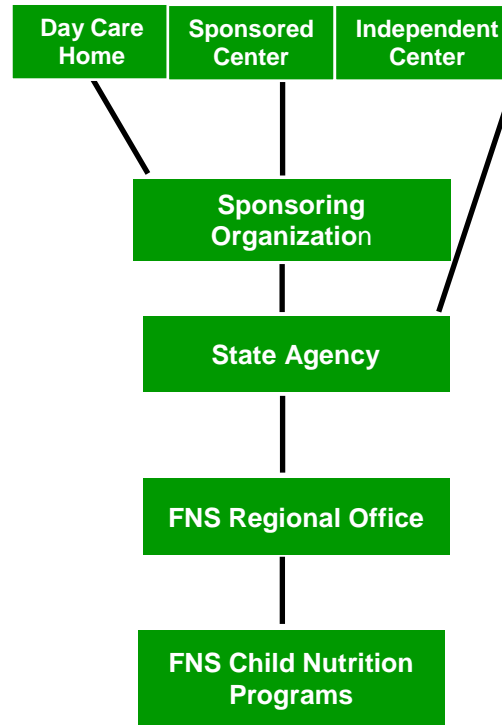 Day Care
Home
Sponsored
Center
Independent
Center
Sponsoring
Organization
State Agency
FNS Regional Office
FNS Child Nutrition
Programs